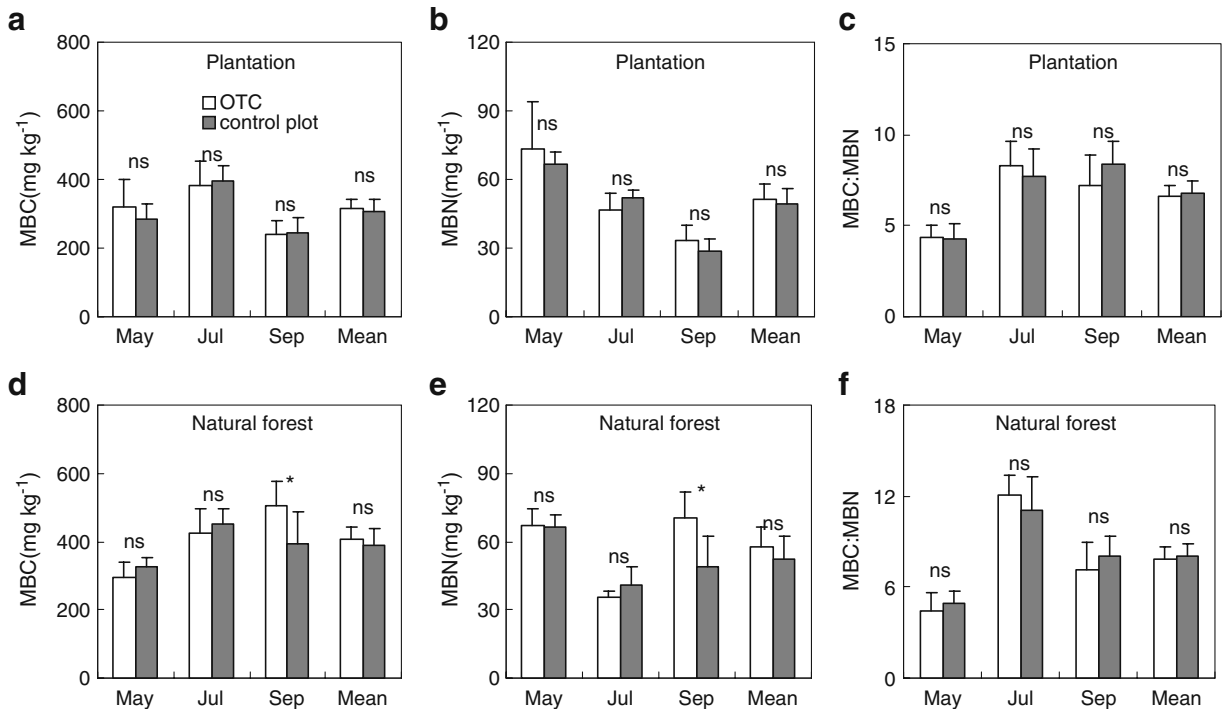 a
800
600
400
200
0
MBC(mg kg⁻¹)
Plantation
OTC
control plot
ns
ns
ns
ns
May Jul Sep Mean
b
120
90
60
30
0
MBN(mg kg⁻¹)
Plantation
ns
ns
ns
ns
May Jul Sep Mean
c
15
10
5
0
MBC:MBN
Plantation
ns
ns
ns
ns
May Jul Sep Mean
d
800
600
400
200
0
MBC(mg kg⁻¹)
Natural forest
ns
ns
*
ns
May Jul Sep Mean
e
120
90
60
30
0
MBN(mg kg⁻¹)
Natural forest
ns
ns
*
ns
May Jul Sep Mean
f
18
12
6
0
MBC:MBN
Natural forest
ns
ns
ns
ns
May Jul Sep Mean